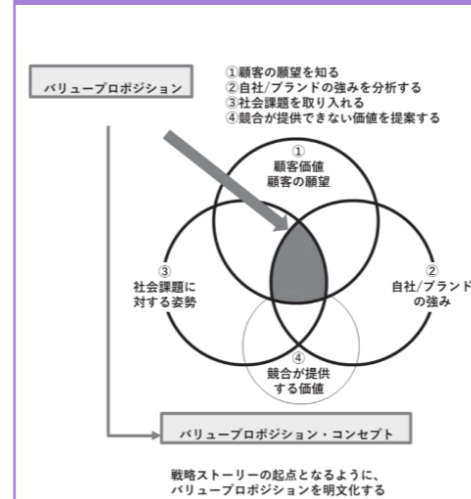 バリュープロポジション
①顧客の願望を知る
②自社/ブランドの強みを分析する
③社会課題を取り入れる
④競合が提供できない価値を提案する
①
顧客価値
顧客の願望
③
社会課題に
対する姿勢
②
自社/ブランド
の強み
④
競合が提供
する価値
バリュープロポジション・コンセプト
戦略ストーリーの起点となるように、
バリュープロポジションを明文化する